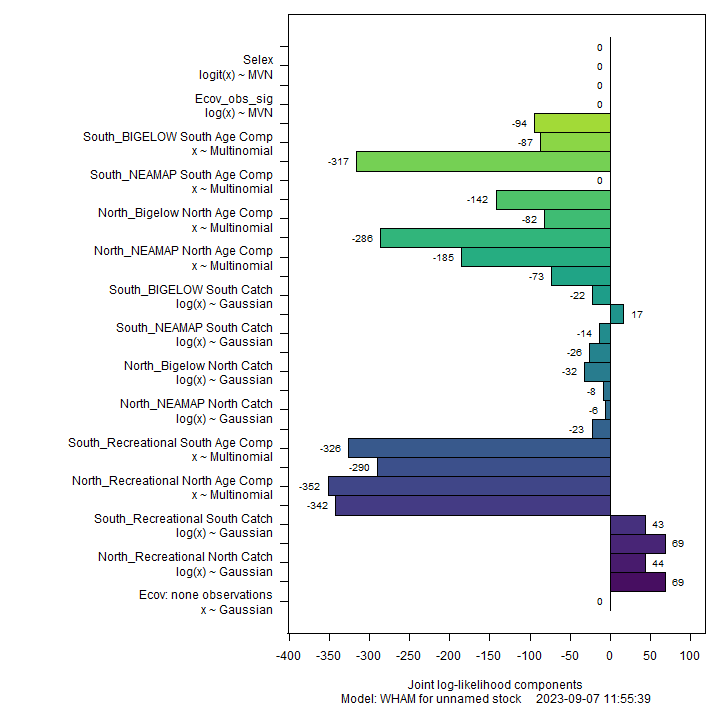 0
Selex
0
logit(x) ~ MVN
0
Ecov_obs_sig
0
log(x) ~ MVN
-94
South_BIGELOW South Age Comp
-87
x ~ Multinomial
-317
South_NEAMAP South Age Comp
0
x ~ Multinomial
-142
North_Bigelow North Age Comp
-82
x ~ Multinomial
-286
North_NEAMAP North Age Comp
-185
x ~ Multinomial
-73
South_BIGELOW South Catch
-22
log(x) ~ Gaussian
17
South_NEAMAP South Catch
-14
log(x) ~ Gaussian
-26
North_Bigelow North Catch
-32
log(x) ~ Gaussian
-8
North_NEAMAP North Catch
-6
log(x) ~ Gaussian
-23
South_Recreational South Age Comp
-326
x ~ Multinomial
-290
North_Recreational North Age Comp
-352
x ~ Multinomial
-342
South_Recreational South Catch
43
log(x) ~ Gaussian
69
North_Recreational North Catch
44
log(x) ~ Gaussian
69
Ecov: none observations
0
x ~ Gaussian
-400 -350 -300 -250 -200 -150 -100 -50 0 50 100
Joint log-likelihood components
Model: WHAM for unnamed stock 2023-09-07 11:55:39